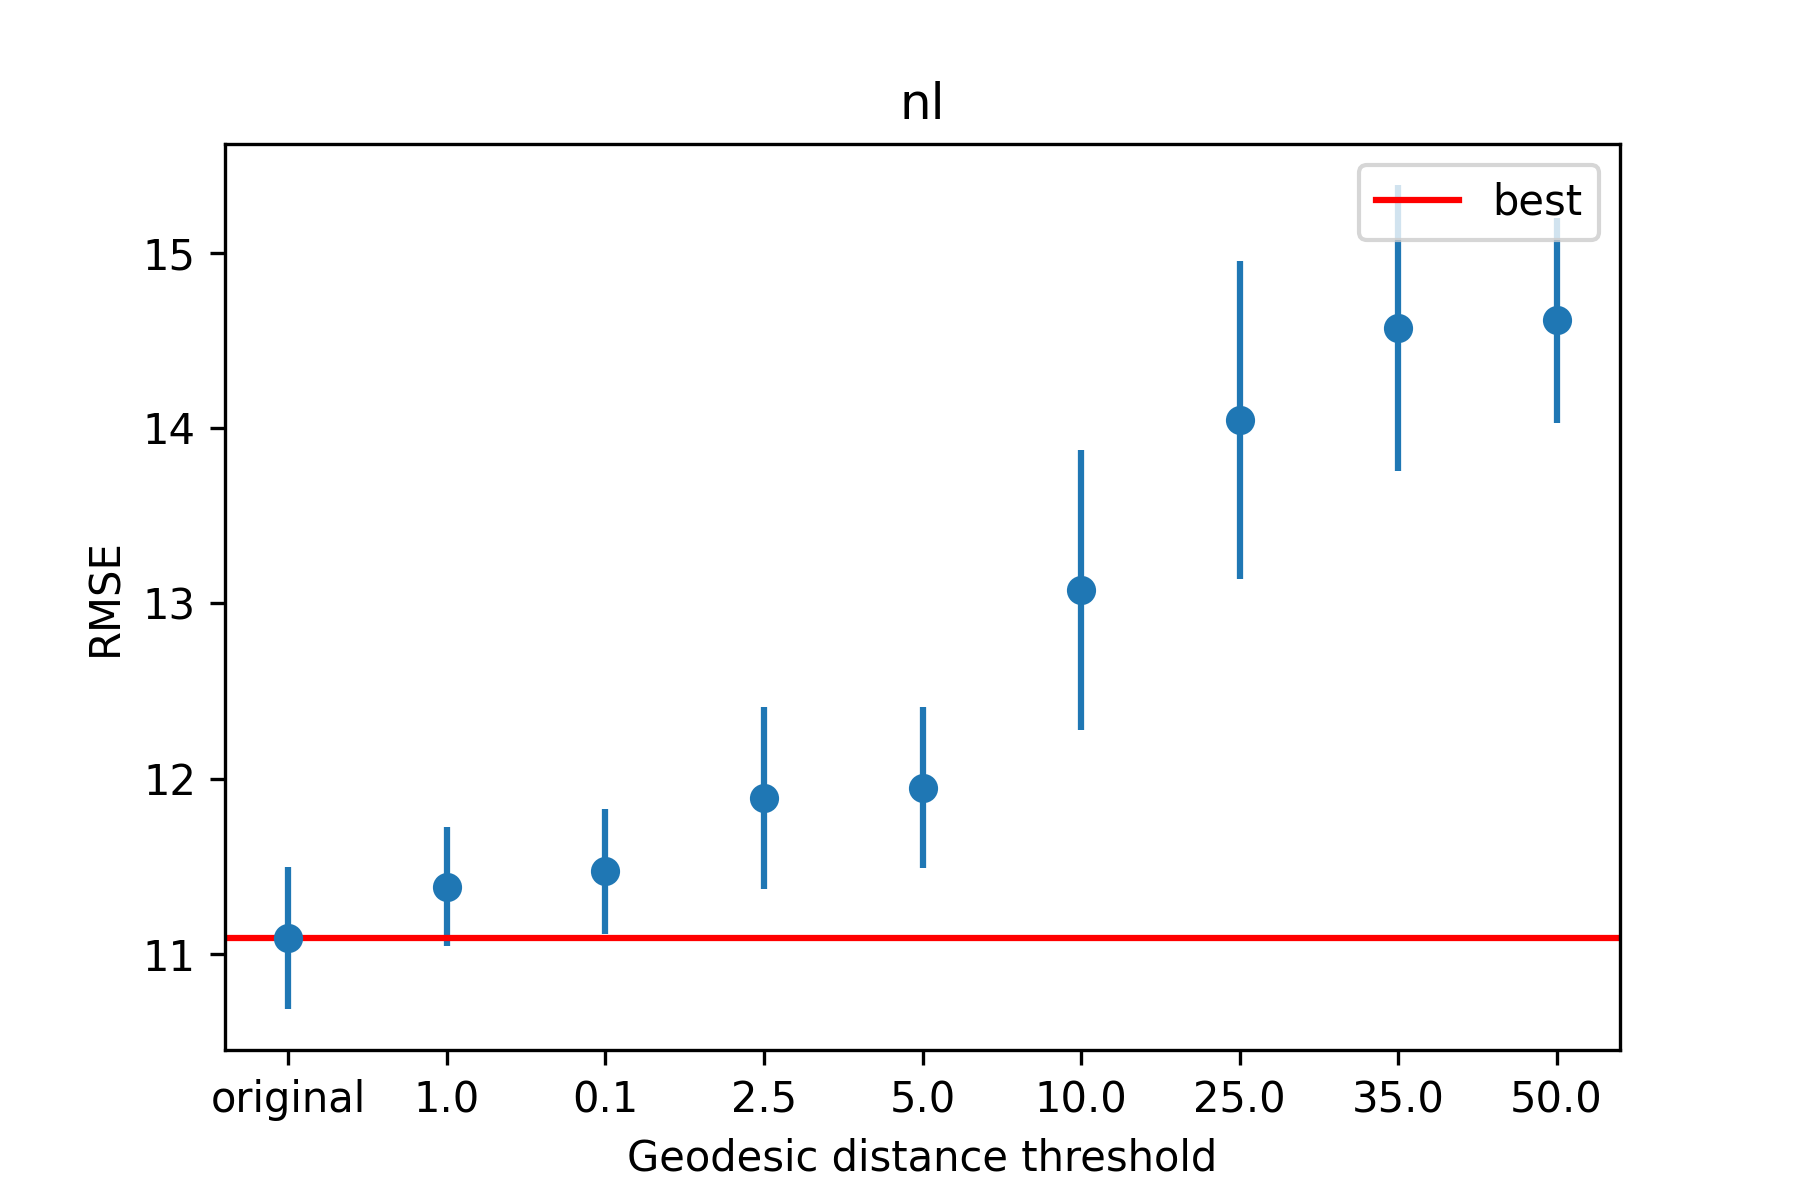 nl
best
RMSE
15
14
13
12
11
original 1.0 0.1 2.5 5.0 10.0 25.0 35.0 50.0
Geodesic distance threshold